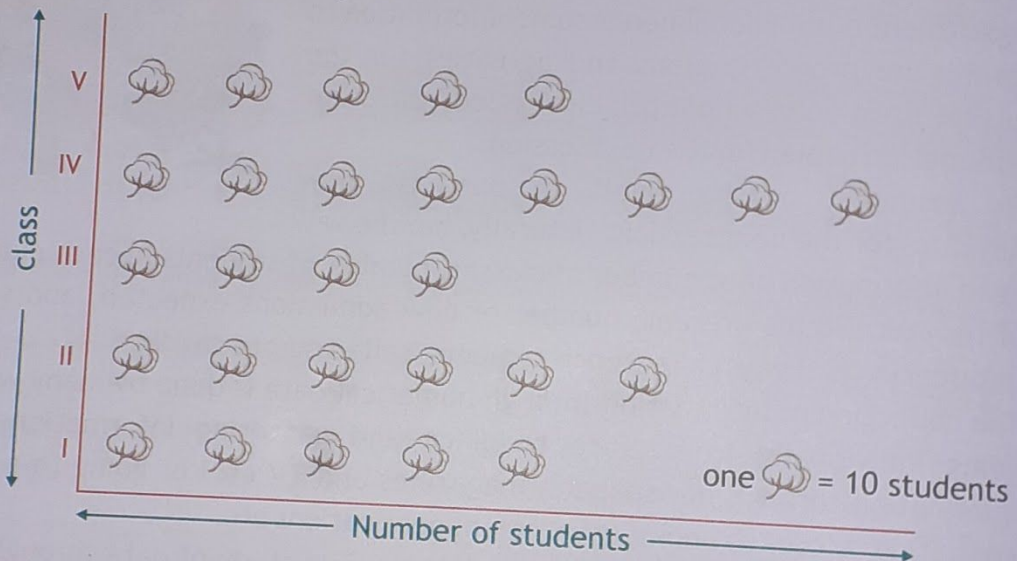 V
IV
III
II
I
class
one = 10 students
Number of students